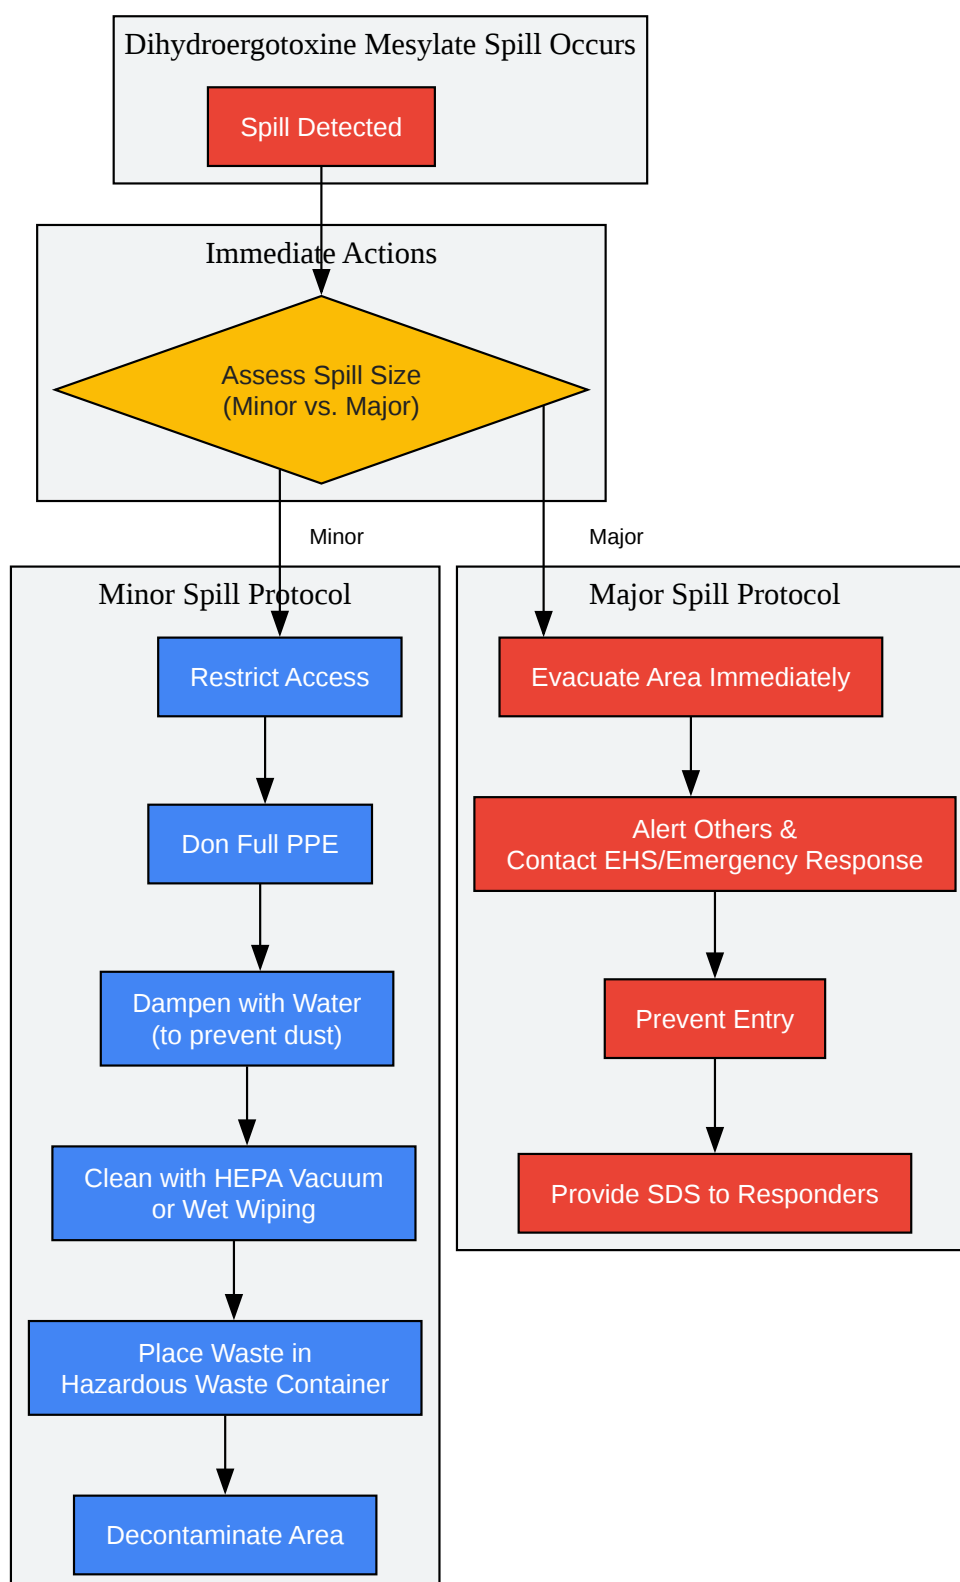 Dihydroergotoxine Mesylate Spill Occurs
Spill Detected
Immediate Actions
Assess Spill Size
(Minor vs. Major)
Minor
Major
Minor Spill Protocol
Restrict Access
Don Full PPE
Dampen with Water
(to prevent dust)
Clean with HEPA Vacuum
or Wet Wiping
Place Waste in
Hazardous Waste Container
Decontaminate Area
Major Spill Protocol
Evacuate Area Immediately
Alert Others &
Contact EHS/Emergency Response
Prevent Entry
Provide SDS to Responders